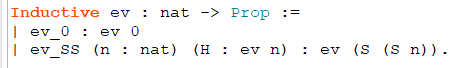 Inductive ev : nat -> Prop :=
| ev_0 : ev 0
| ev_SS (n : nat) (H : ev n) : ev (S (S n)).